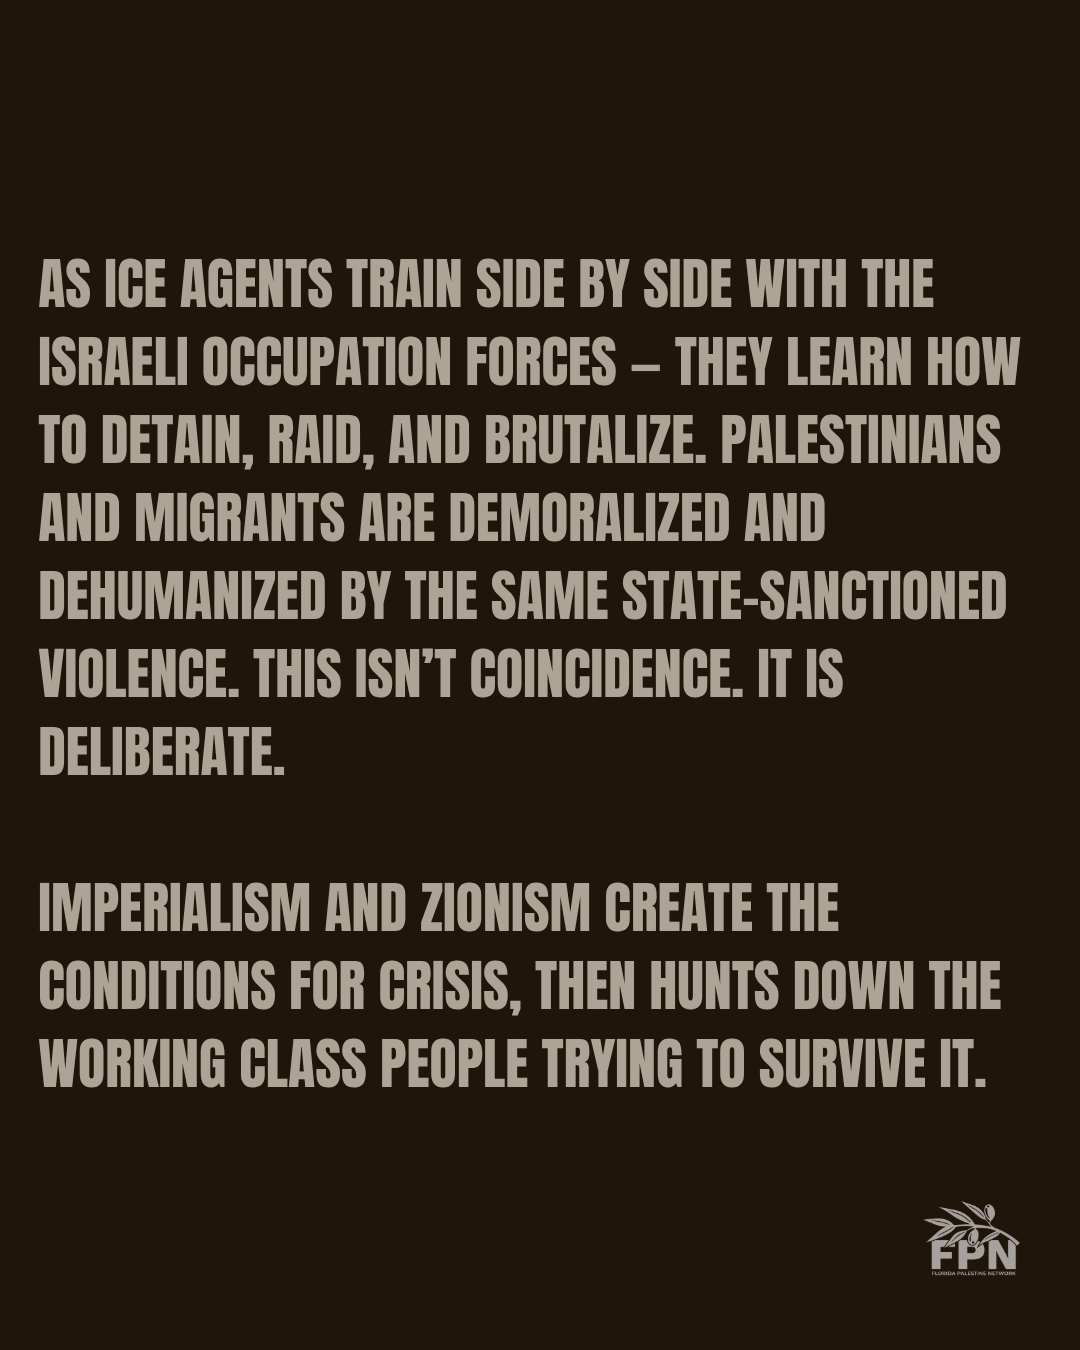 AS ICE AGENTS TRAIN SIDE BY SIDE WITH THE
ISRAELI OCCUPATION FORCES – THEY LEARN HOW
TO DETAIN, RAID, AND BRUTALIZE. PALESTINIANS
AND MIGRANTS ARE DEMORALIZED AND
DEHUMANIZED BY THE SAME STATE-SANCTIONED
VIOLENCE. THIS ISN’T COINCIDENCE. IT IS
DELIBERATE.
IMPERIALISM AND ZIONISM CREATE THE
CONDITIONS FOR CRISIS, THEN HUNTS DOWN THE
WORKING CLASS PEOPLE TRYING TO SURVIVE IT.
FPN
FLORIDA PALESTINE NETWORK